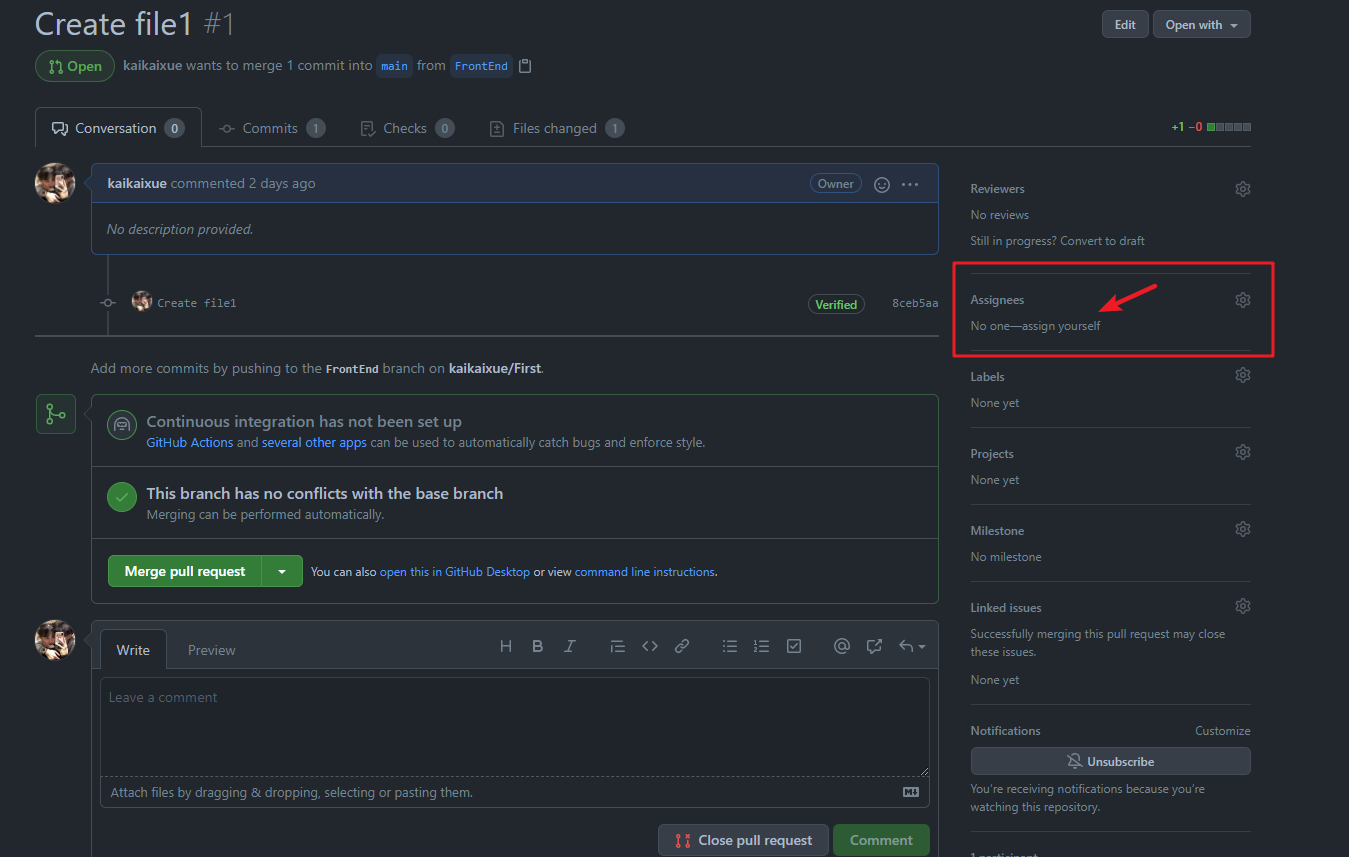 Create file1 #1
Edit
Open with
Open
kaikaixue wants to merge 1 commit into main from FrontEnd
Conversation 0
Commits 1
Checks 0
Files changed 1
+1 −0
kaikaixue commented 2 days ago
Owner
No description provided.
Create file1
Verified
8ceb5aa
Add more commits by pushing to the FrontEnd branch on kaikaixue/First.
Continuous integration has not been set up
GitHub Actions and several other apps can be used to automatically catch bugs and enforce style.
This branch has no conflicts with the base branch
Merging can be performed automatically.
Merge pull request
You can also open this in GitHub Desktop or view command line instructions.
Write
Preview
Leave a comment
Attach files by dragging & dropping, selecting or pasting them.
Close pull request
Comment
Reviewers
No reviews
Still in progress? Convert to draft
Assignees
No one—assign yourself
Labels
None yet
Projects
None yet
Milestone
No milestone
Linked issues
Successfully merging this pull request may close
these issues.
None yet
Notifications
Customize
Unsubscribe
You're receiving notifications because you're
watching this repository.
1 participant